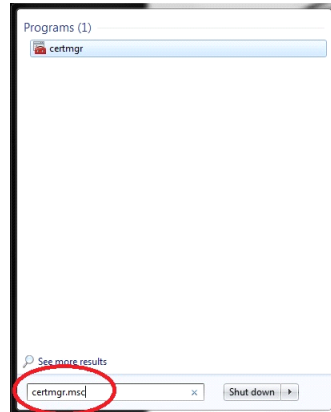 Programs (1)
certmgr
See more results
certmgr.msc
Shut down